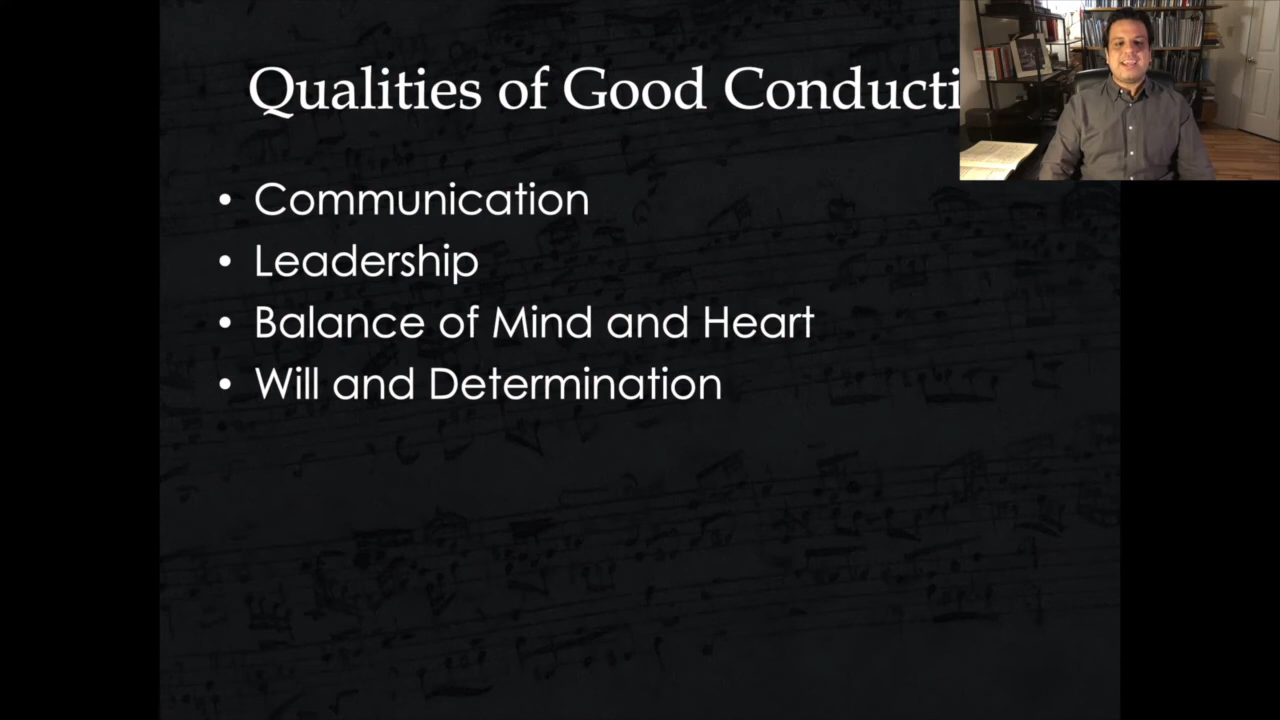 Qualities of Good Conducti
• Communication
• Leadership
• Balance of Mind and Heart
• Will and Determination